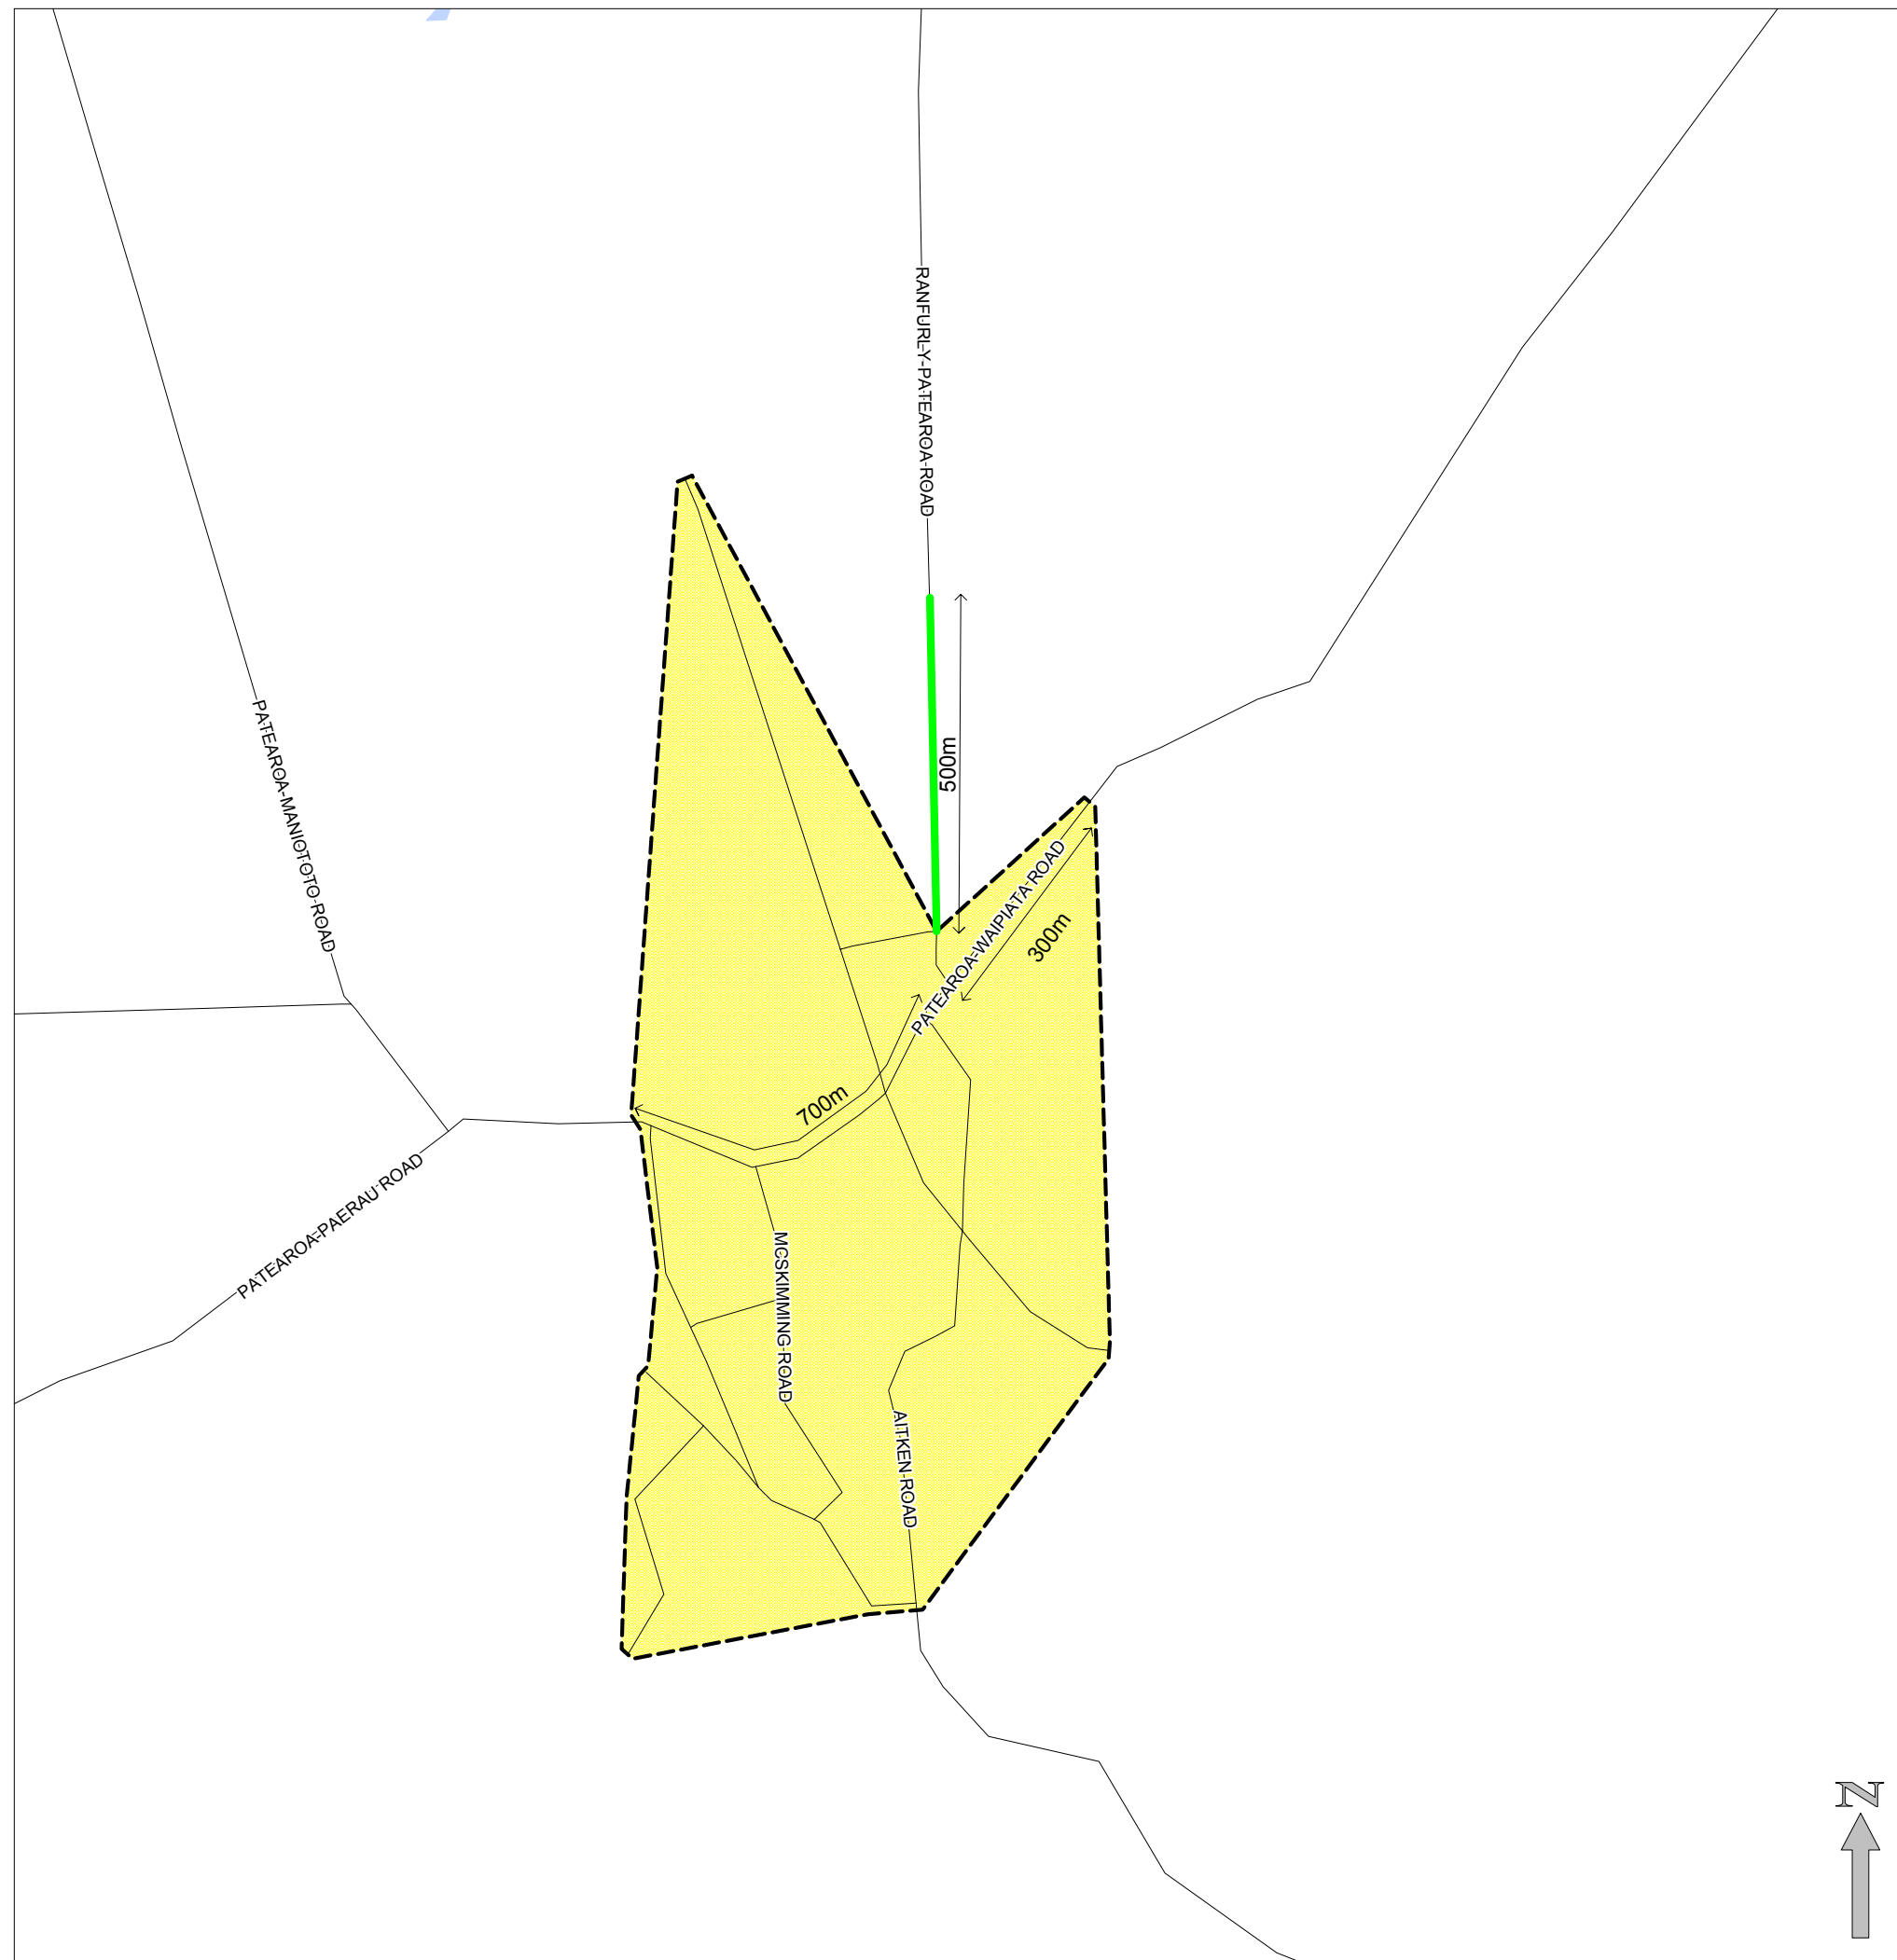 RANFURLY-PATEAROA-ROAD
PATEAROA-MANIOTOTO-ROAD
500m
PATEAROA-WAIPIATA-ROAD
300m
700m
PATEAROA-PAERAU ROAD
MCSKIMMING-ROAD
AITKEN-ROAD
N